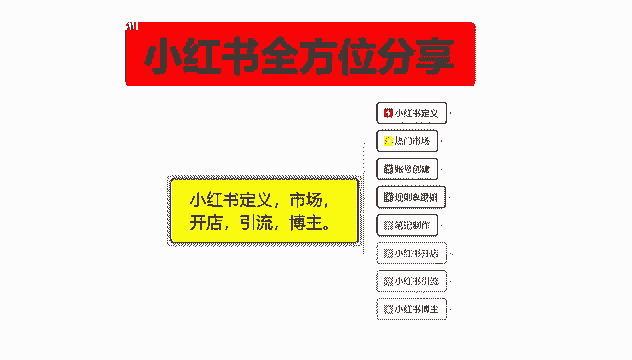 小红书全方位分享
小红书定义
热门市场
账号创建
规则&逻辑
小红书定义，市场，
开店，引流，博主。
笔记制作
小红书开店
小红书引流
小红书博主